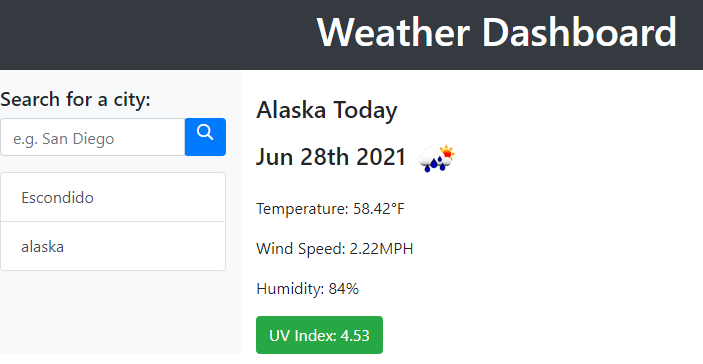 Weather Dashboard
Search for a city:
e.g. San Diego
Escondido
alaska
Alaska Today
Jun 28th 2021
Temperature: 58.42°F
Wind Speed: 2.22MPH
Humidity: 84%
UV Index: 4.53